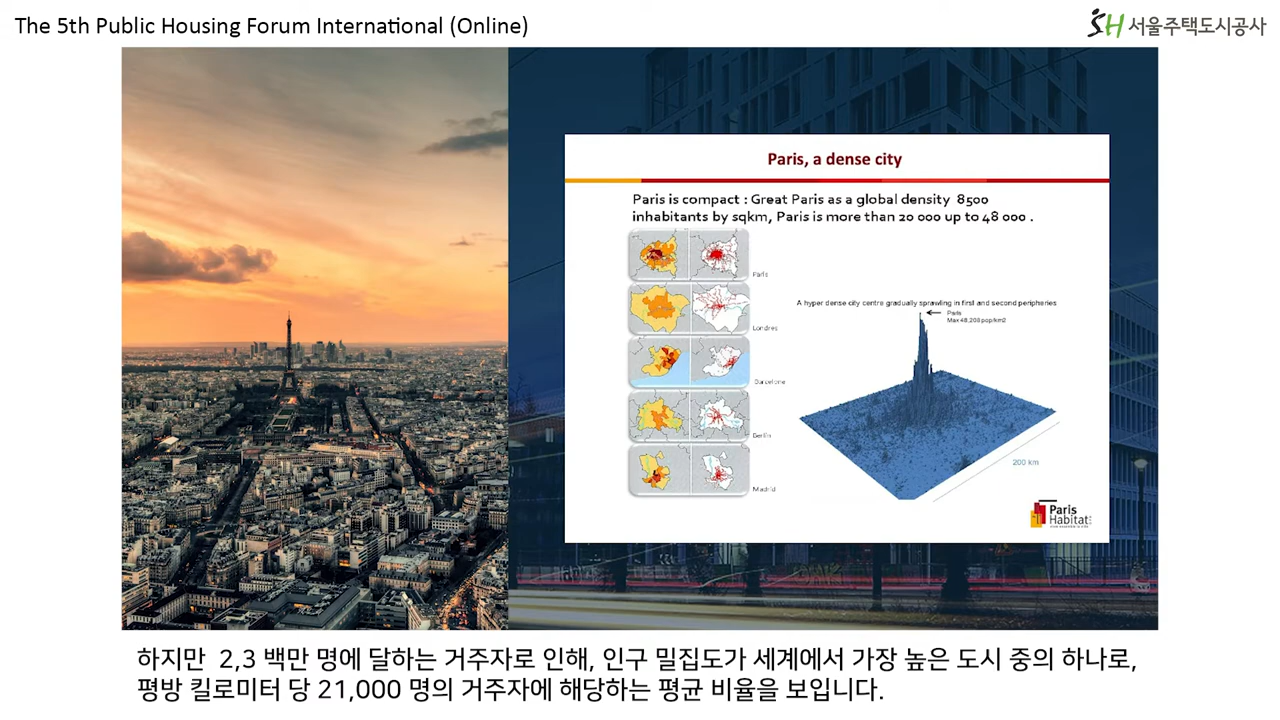 The 5th Public Housing Forum International (Online)
SH 서울주택도시공사
Paris, a dense city
Paris is compact : Great Paris as a global density 8500
inhabitants by sqkm, Paris is more than 20 000 up to 48 000 .
Paris
Londres
Barcelone
Berlin
Madrid
A hyper dense city centre gradually sprawling in first and second peripheries
Paris
Max 48,208 pop/km2
200 km
Paris
Habitat
하지만 2,3 백만 명에 달하는 거주자로 인해, 인구 밀집도가 세계에서 가장 높은 도시 중의 하나로,
평방 킬로미터 당 21,000 명의 거주자에 해당하는 평균 비율을 보입니다.